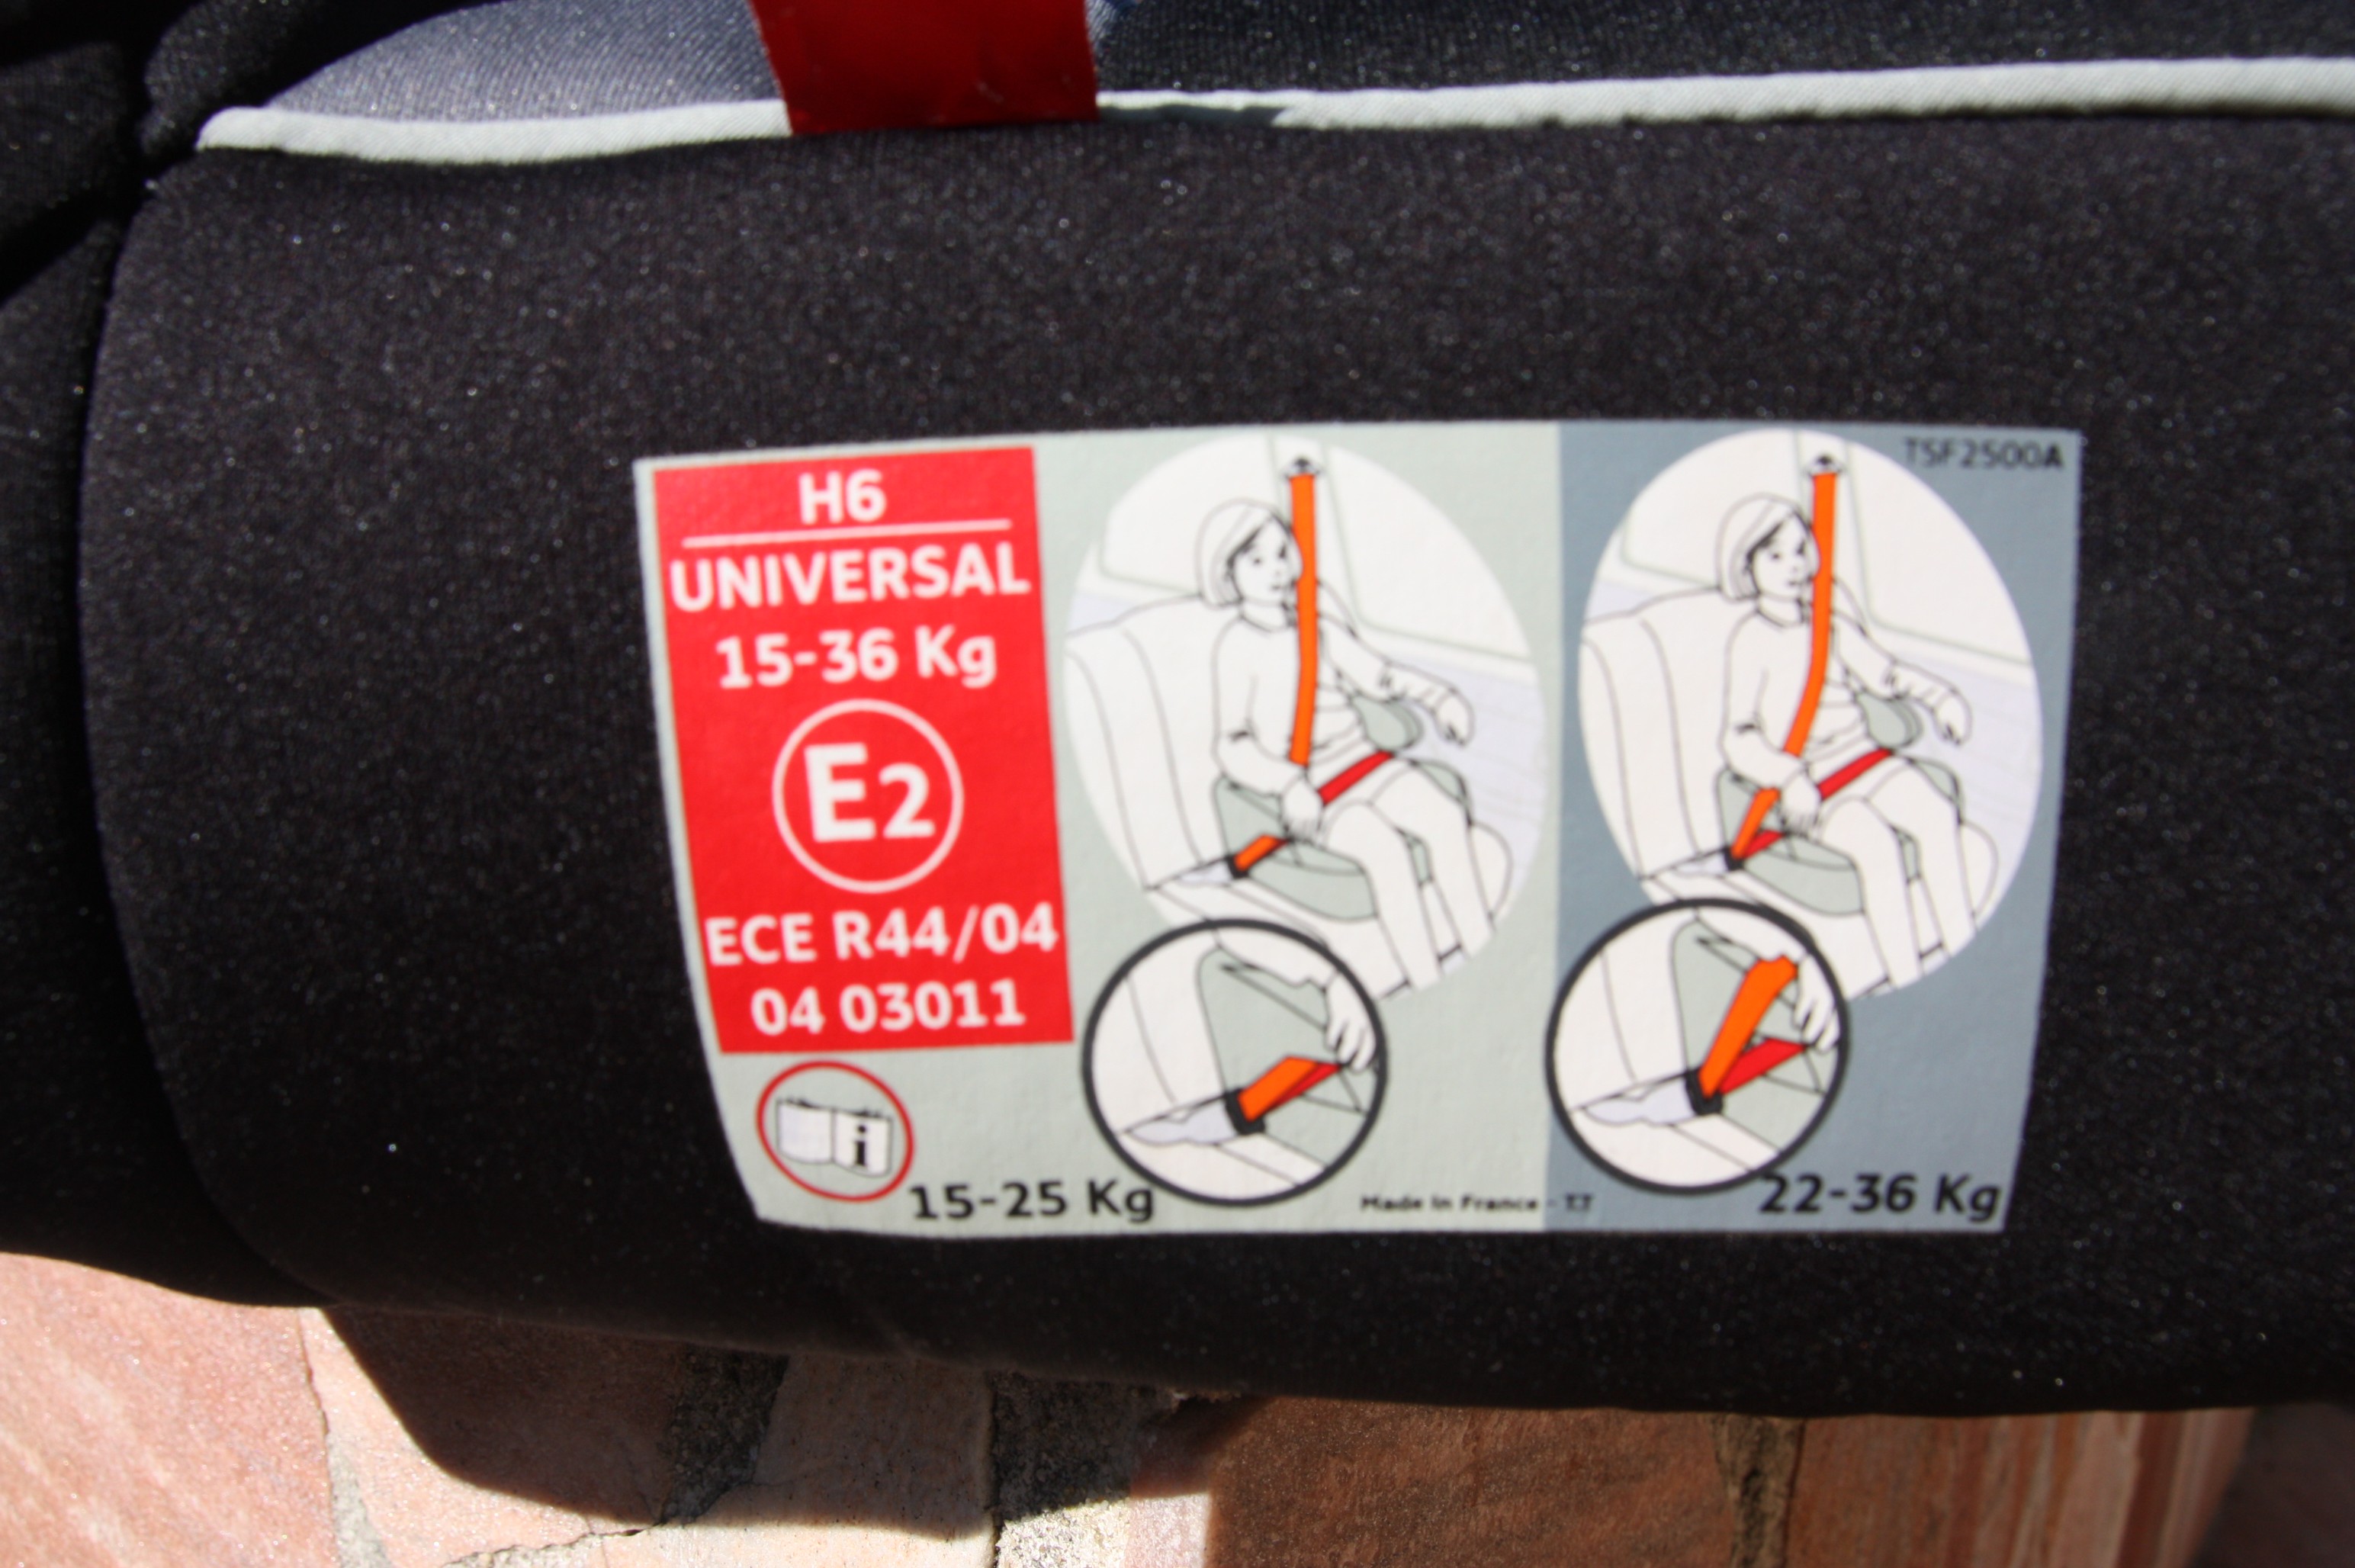 H6
UNIVERSAL
15-36 Kg
E2
ECE R44/04
04 03011
i
15-25 Kg
Made in France - TT
TSF2500A
22-36 Kg